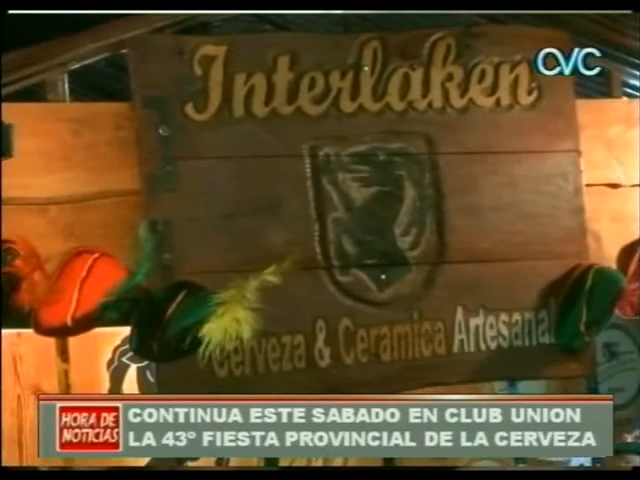 Interlaken
CVC
Cerveza & Ceramica Artesanal
HORA DE
NOTICIAS
CONTINUA ESTE SABADO EN CLUB UNION
LA 43º FIESTA PROVINCIAL DE LA CERVEZA